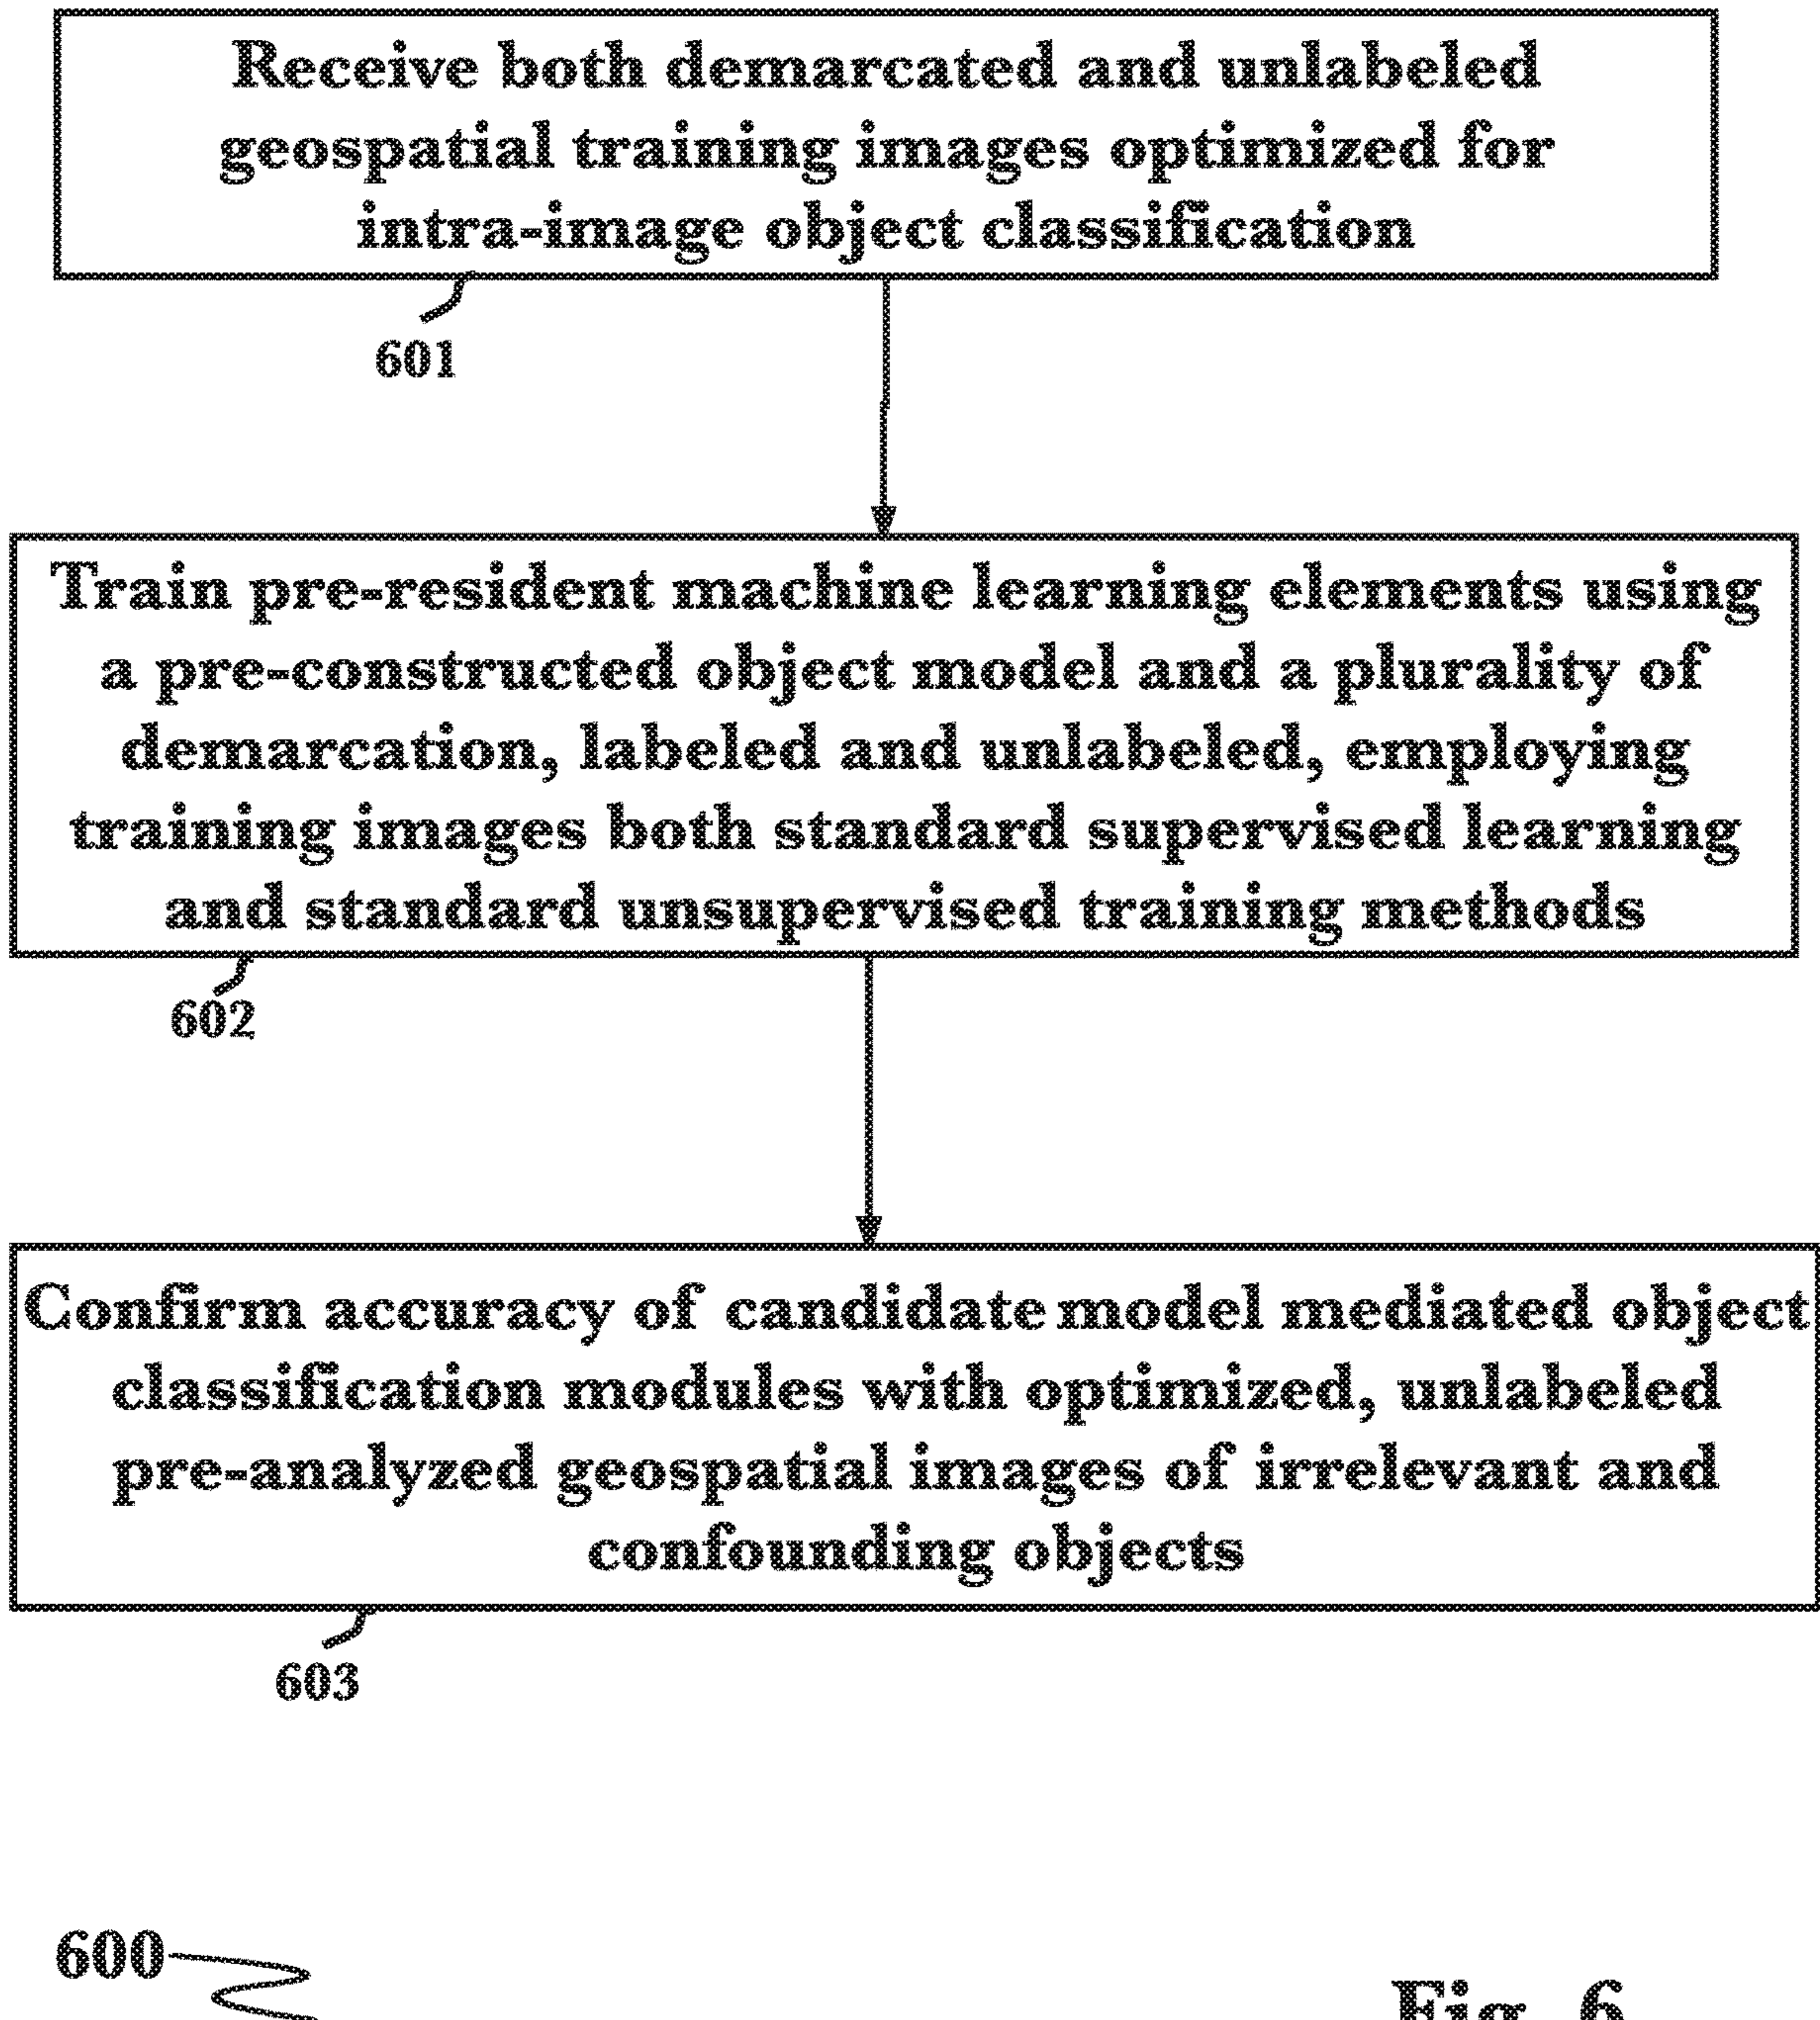 Receive both demarcated and unlabeled
geospatial training images optimized for
intra-image object classification
601
Train pre-resident machine learning elements using
a pre-constructed object model and a plurality of
demarcation, labeled and unlabeled, employing
training images both standard supervised learning
and standard unsupervised training methods
602
Confirm accuracy of candidate model mediated object
classification modules with optimized, unlabeled
pre-analyzed geospatial images of irrelevant and
confounding objects
603
600
Fig. 6